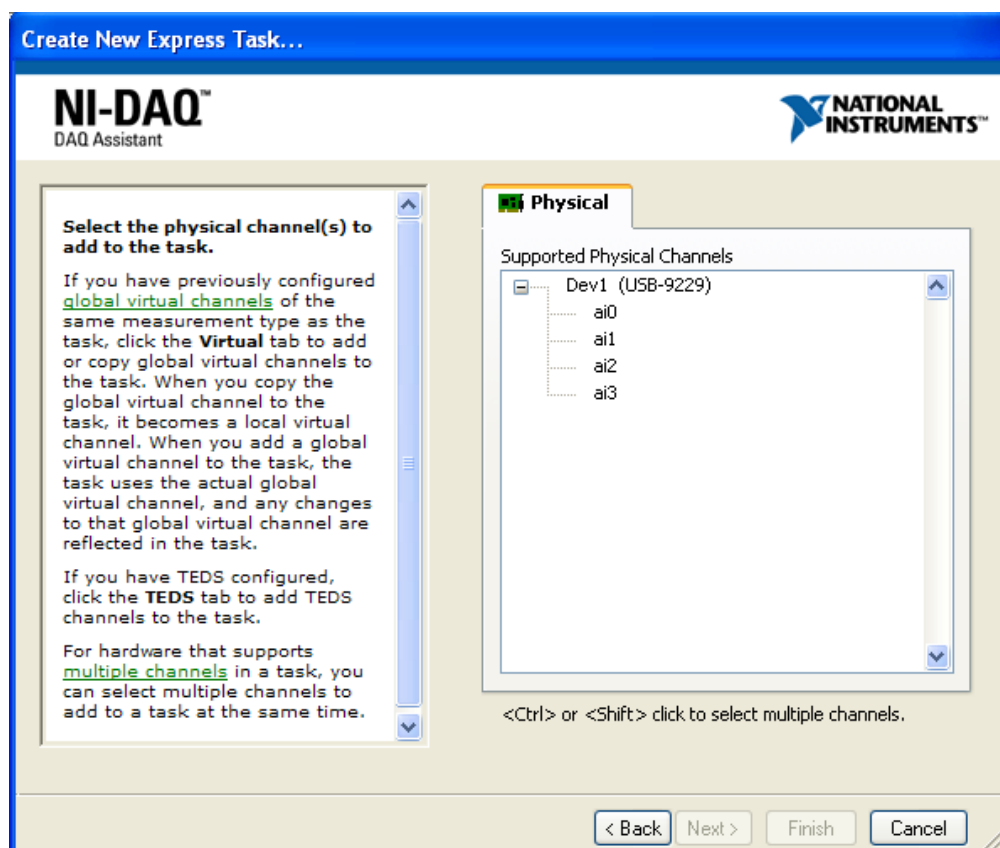 Create New Express Task...
NI-DAQ™
DAQ Assistant
NATIONAL
INSTRUMENTS™
Select the physical channel(s) to
add to the task.
If you have previously configured
global virtual channels of the
same measurement type as the
task, click the Virtual tab to add
or copy global virtual channels to
the task. When you copy the
global virtual channel to the
task, it becomes a local virtual
channel. When you add a global
virtual channel to the task, the
task uses the actual global
virtual channel, and any changes
to that global virtual channel are
reflected in the task.
If you have TEDS configured,
click the TEDS tab to add TEDS
channels to the task.
For hardware that supports
multiple channels in a task, you
can select multiple channels to
add to a task at the same time.
Physical
Supported Physical Channels
Dev1 (USB-9229)
ai0
ai1
ai2
ai3
<Ctrl> or <Shift> click to select multiple channels.
< Back
Next >
Finish
Cancel